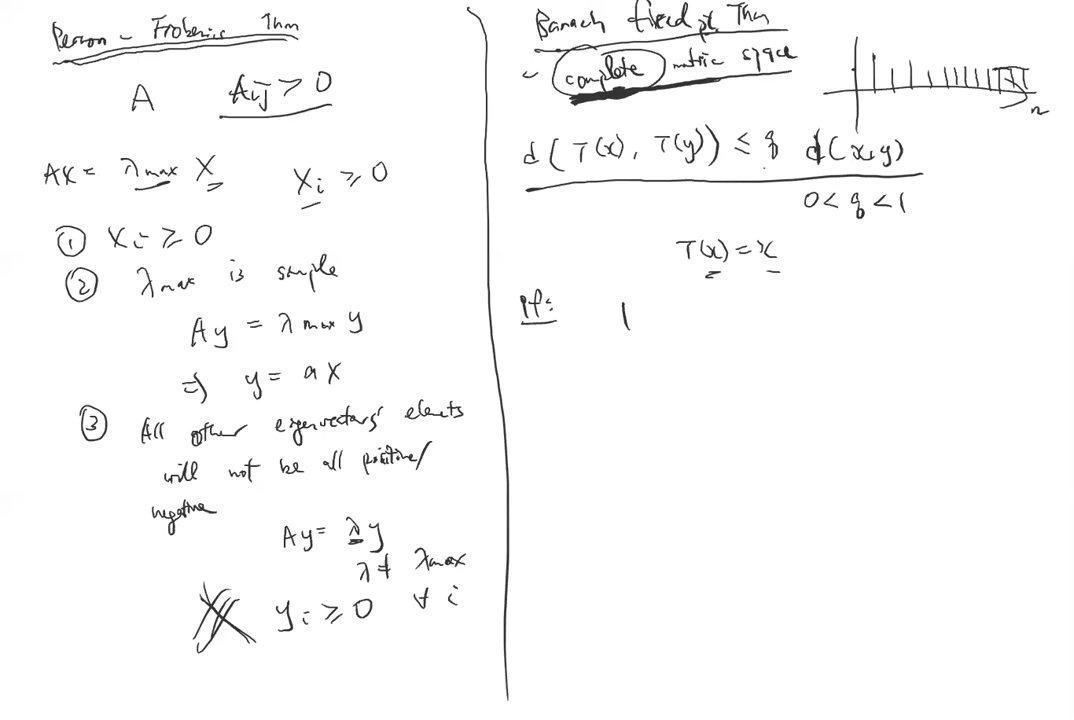 Perron - Frobenius Thm
A    Aij > 0
AX = λmax X    Xi ≥ 0
① Xi ≥ 0
② λmax is simple
Ay = λmax y
⇒ y = aX
③ All other eigenvectors' elements
will not be all positive/
negative
Ay = λy
λ ≠ λmax
yi ≥ 0 ∀ i
Banach fixed pt. Thm
complete metric space
n
d(T(x), T(y)) ≤ q d(x,y)
0 < q < 1
T(x) = x
Pf: